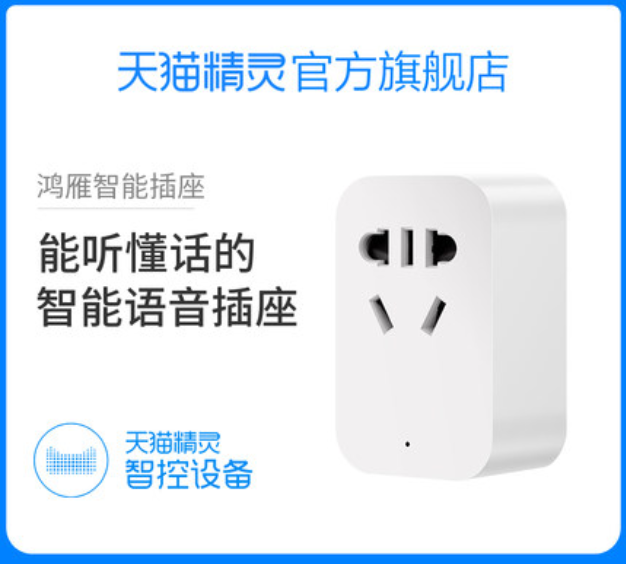 天猫精灵官方旗舰店
鸿雁智能插座
能听懂话的
智能语音插座
天猫精灵
智控设备